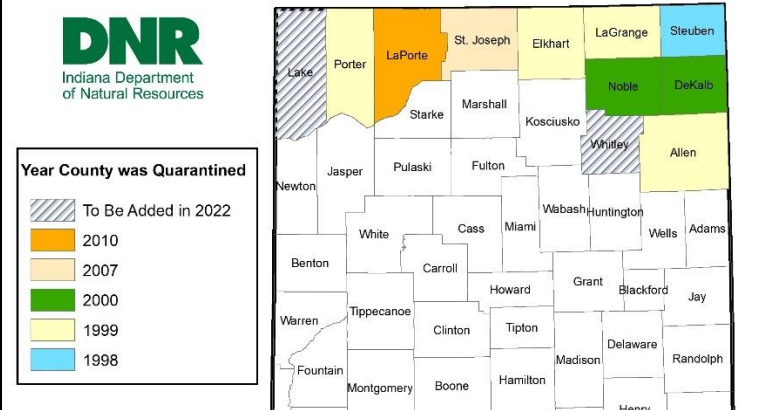 DNR
Indiana Department
of Natural Resources
Year County was Quarantined
To Be Added in 2022
2010
2007
2000
1999
1998
Lake
Porter
LaPorte
St. Joseph
Elkhart
LaGrange
Steuben
Noble
DeKalb
Starke
Marshall
Kosciusko
Whitley
Allen
Newton
Jasper
Pulaski
Fulton
Wabash
Huntington
Miami
Wells
Adams
White
Cass
Benton
Carroll
Howard
Grant
Blackford
Jay
Warren
Tippecanoe
Clinton
Tipton
Madison
Delaware
Randolph
Fountain
Montgomery
Boone
Hamilton
Henry